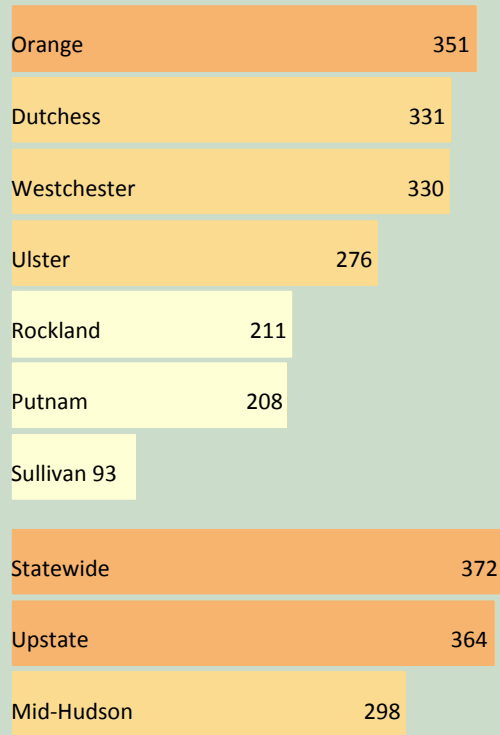 Orange 351
Dutchess 331
Westchester 330
Ulster 276
Rockland 211
Putnam 208
Sullivan 93
Statewide 372
Upstate 364
Mid-Hudson 298